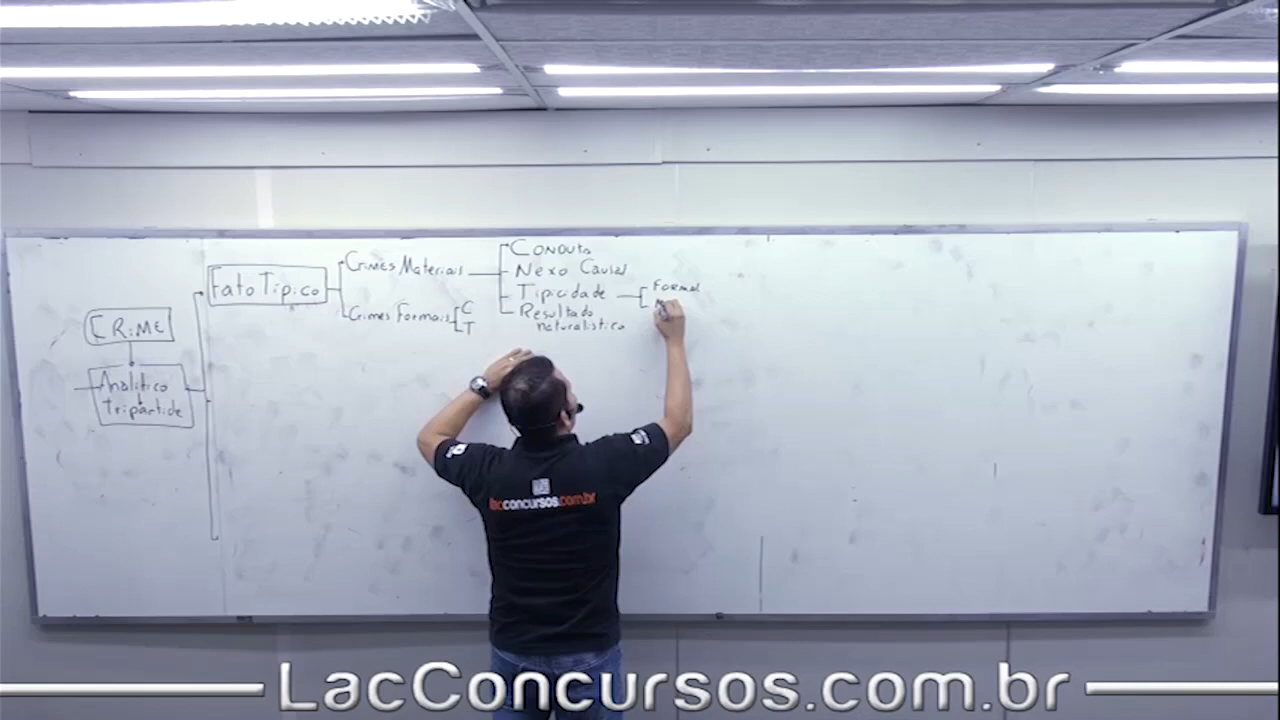 CRIME
Analítico
Tripartide
Fato Típico
Crimes Materiais
Crimes Formais
C
T
Conduta
Nexo Causal
Tipicidade
Resultado
naturalístico
Formal
lacconcursos.com.br
LacConcursos.com.br